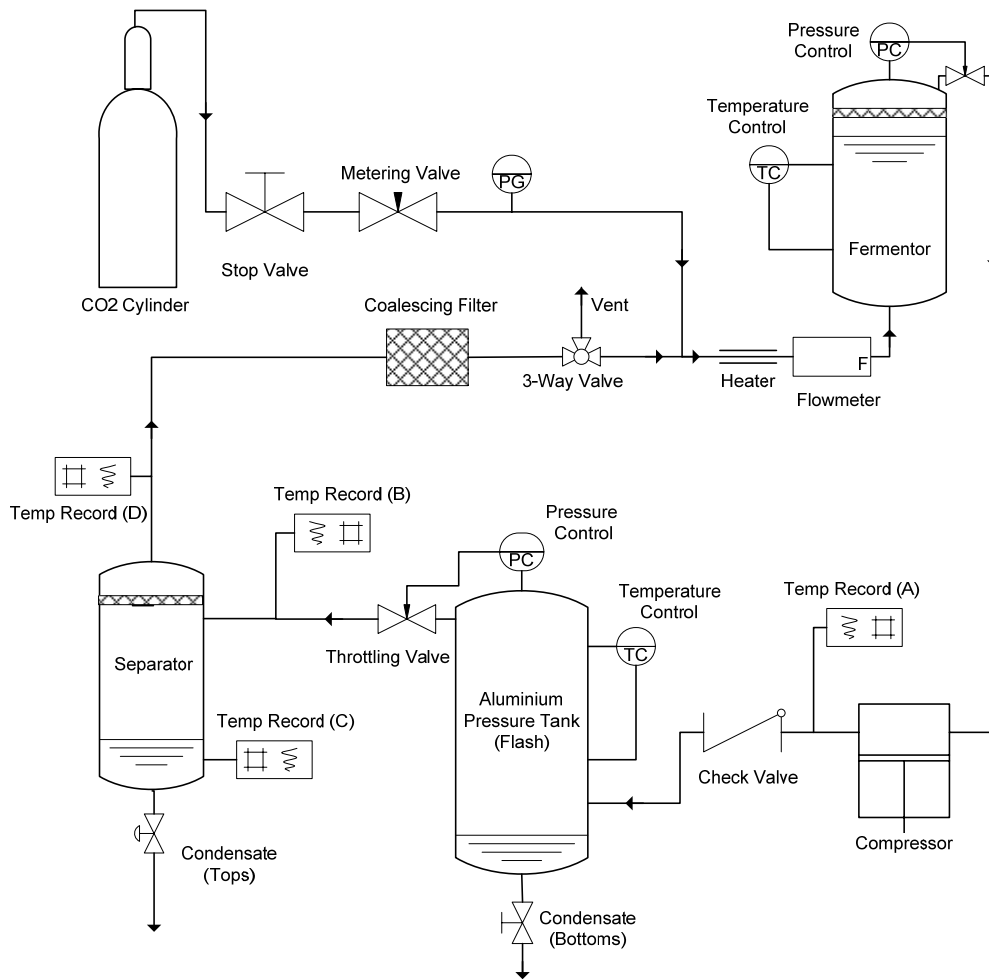 Pressure
Control
PC
Temperature
Control
TC
Metering Valve
PG
Fermentor
Stop Valve
CO2 Cylinder
Coalescing Filter
Vent
3-Way Valve
Heater
F
Flowmeter
Temp Record (D)
Temp Record (B)
Pressure
Control
PC
Temperature
Control
TC
Temp Record (A)
Throttling Valve
Separator
Aluminium
Pressure Tank
(Flash)
Temp Record (C)
Check Valve
Compressor
Condensate
(Tops)
Condensate
(Bottoms)